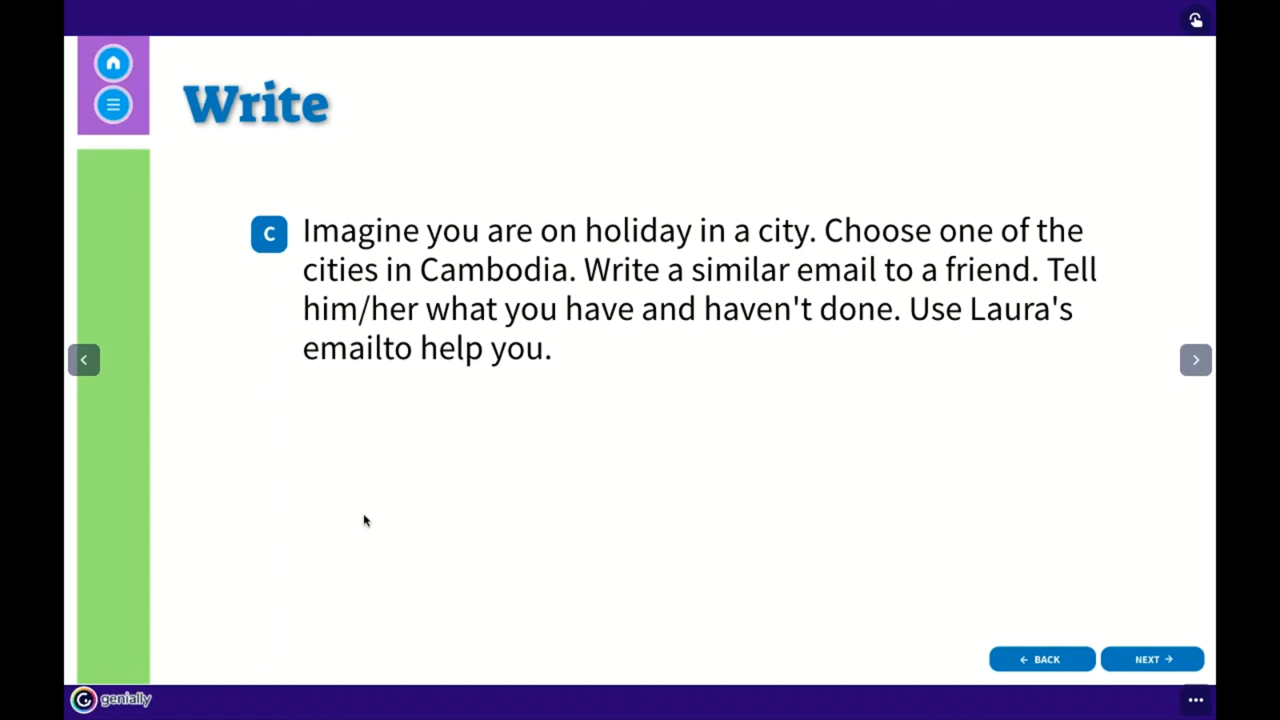 Write
C
Imagine you are on holiday in a city. Choose one of the
cities in Cambodia. Write a similar email to a friend. Tell
him/her what you have and haven't done. Use Laura's
emailto help you.
← BACK
NEXT →
genially